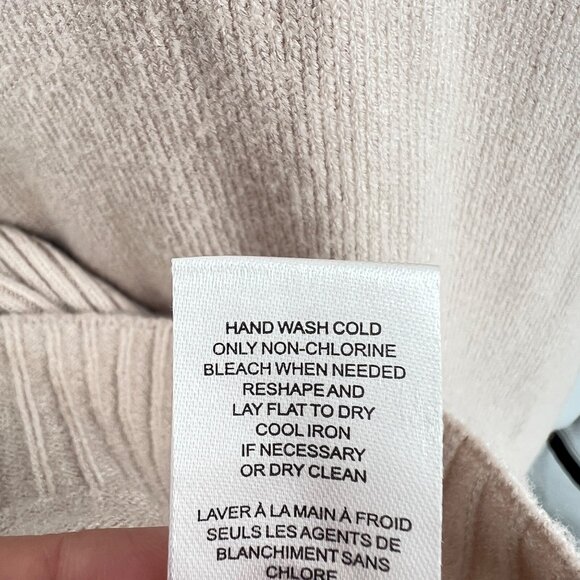 HAND WASH COLD
ONLY NON-CHLORINE
BLEACH WHEN NEEDED
RESHAPE AND
LAY FLAT TO DRY
COOL IRON
IF NECESSARY
OR DRY CLEAN
LAVER À LA MAIN À FROID
SEULS LES AGENTS DE
BLANCHIMENT SANS
CHLORE